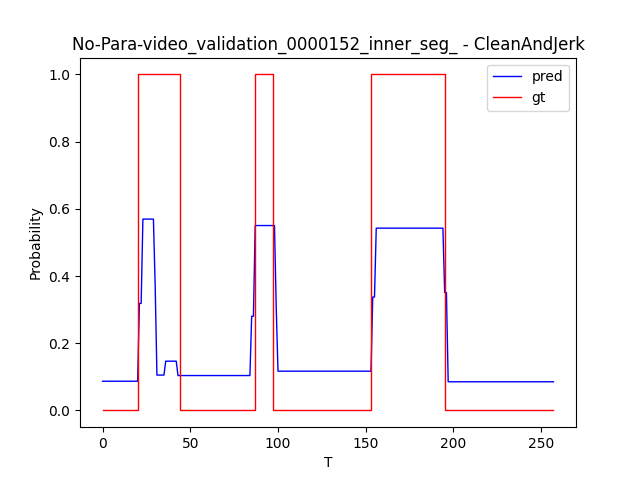 No-Para-video_validation_0000152_inner_seg_ - CleanAndJerk
pred
gt
1.0
0.8
0.6
0.4
0.2
0.0
Probability
0
50
100
150
200
250
T